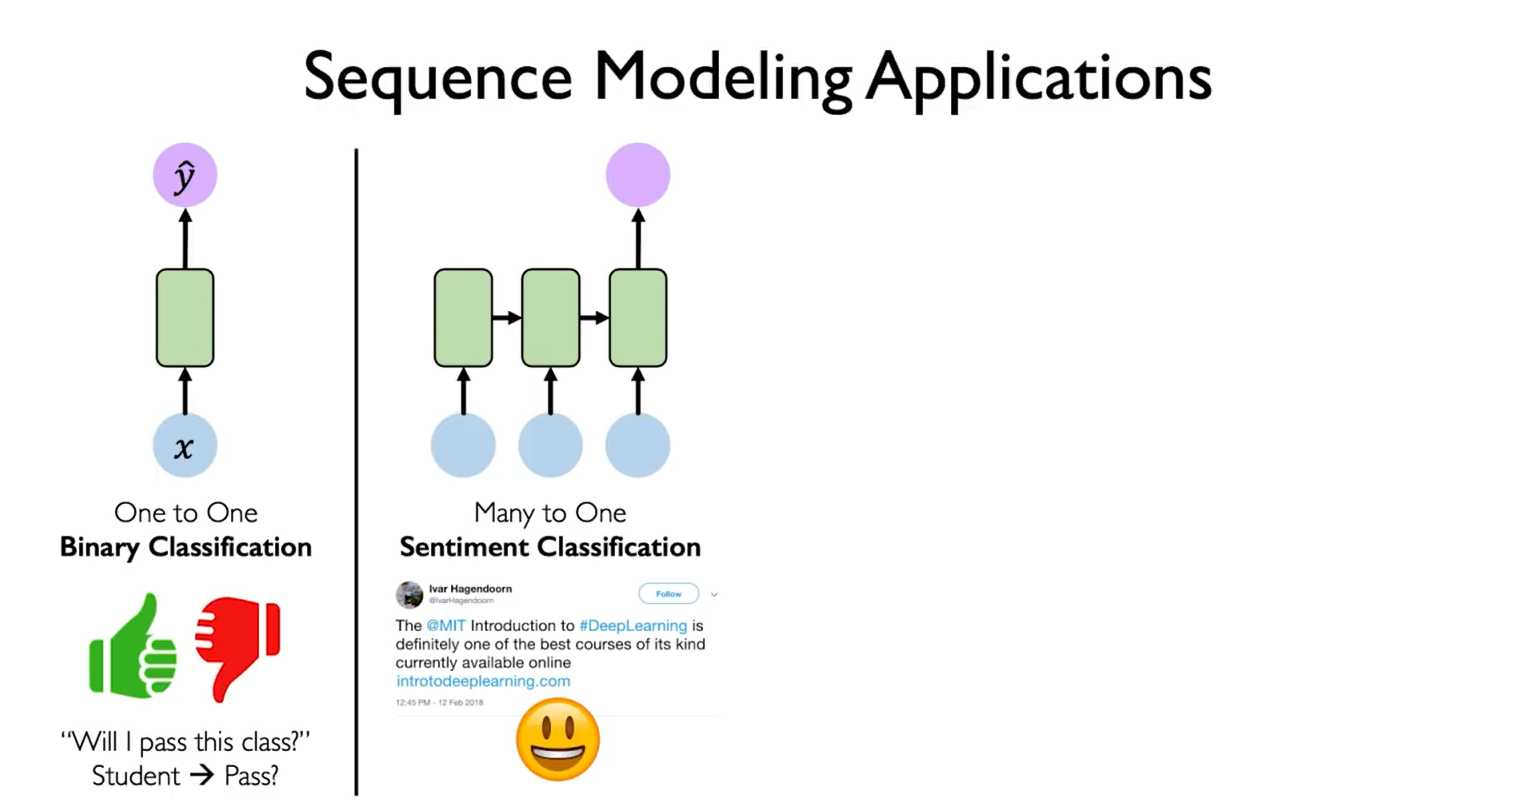 Sequence Modeling Applications
ŷ
x
One to One
Binary Classification
“Will I pass this class?”
Student → Pass?
Many to One
Sentiment Classification
Ivar Hagendoorn
@IvarHagendoorn
Follow
The @MIT Introduction to #DeepLearning is
definitely one of the best courses of its kind
currently available online
introtodeeplearning.com
12:45 PM - 12 Feb 2018